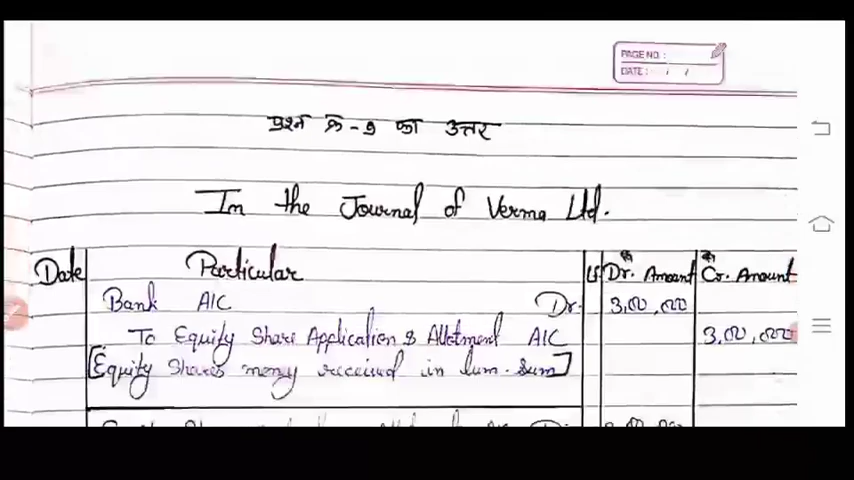 PAGE NO.:
DATE: / /
प्रश्न क्र-9 का उत्तर
In the Journal of Verma Ltd.
Date Particular L.F. Dr. Amount Cr. Amount
Bank A/C Dr. 3,00,000
To Equity Share Application & Allotment A/C 3,00,000
[Equity Shares money received in lum-sum]